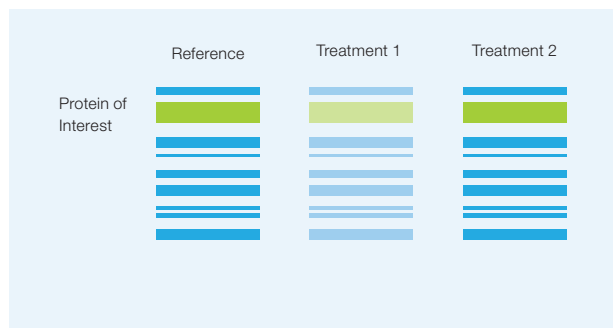 Reference
Treatment 1
Treatment 2
Protein of
Interest